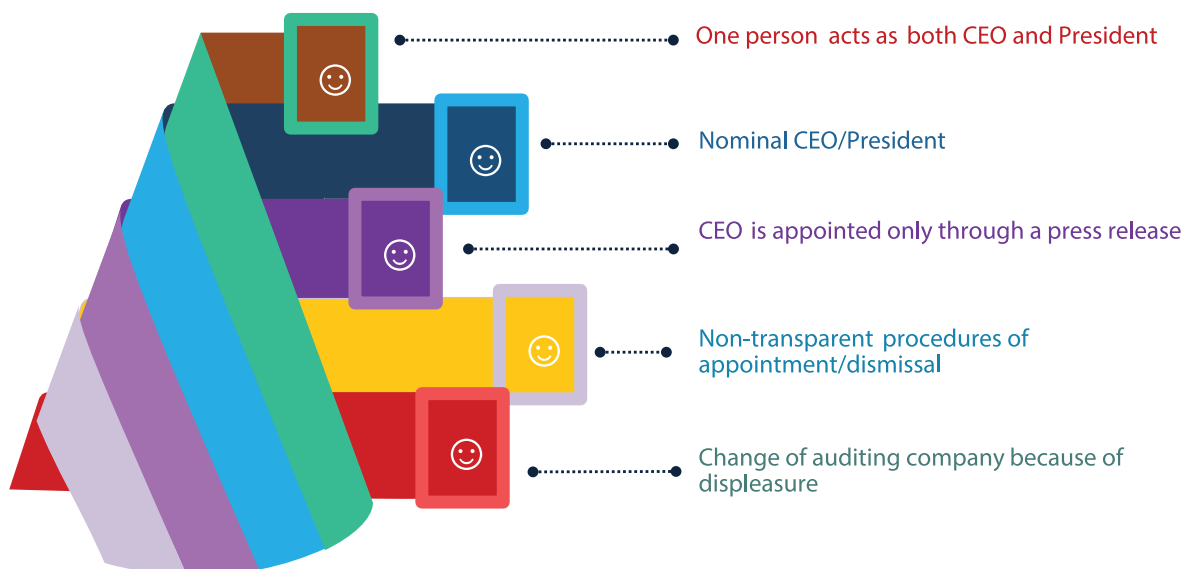 One person acts as both CEO and President
Nominal CEO/President
CEO is appointed only through a press release
Non-transparent procedures of
appointment/dismissal
Change of auditing company because of
displeasure